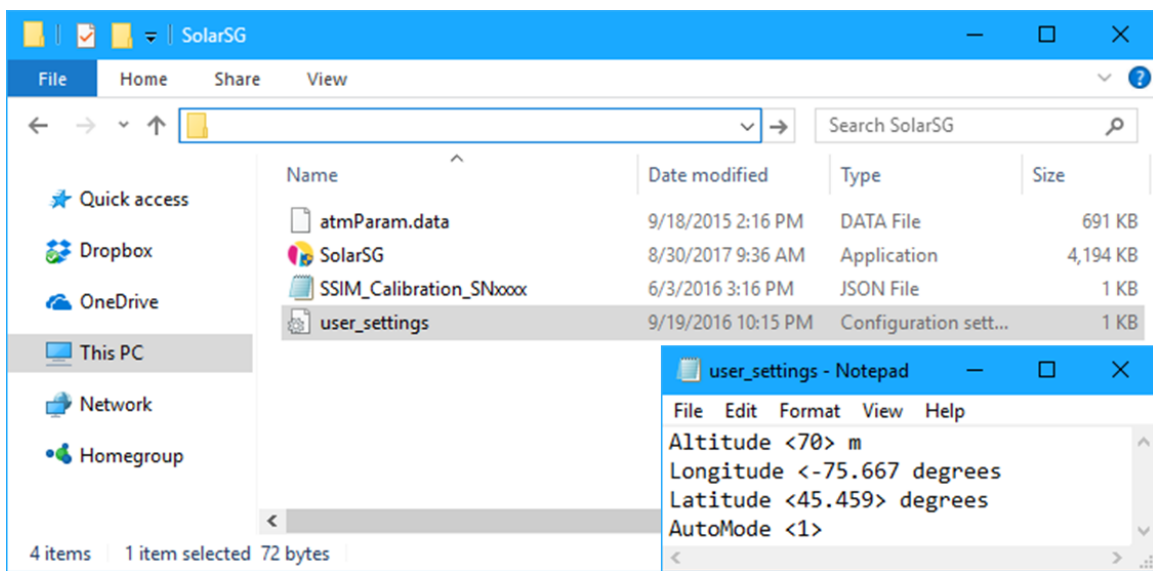 SolarSG
File Home Share View
Search SolarSG
Name Date modified Type Size
Quick access
Dropbox
OneDrive
This PC
Network
Homegroup
atmParam.data 9/18/2015 2:16 PM DATA File 691 KB
SolarSG 8/30/2017 9:36 AM Application 4,194 KB
SSIM_Calibration_SNxxxx 6/3/2016 3:16 PM JSON File 1 KB
user_settings 9/19/2016 10:15 PM Configuration sett... 1 KB
user_settings - Notepad
File Edit Format View Help
Altitude <70> m
Longitude <-75.667 degrees
Latitude <45.459> degrees
AutoMode <1>
4 items 1 item selected 72 bytes